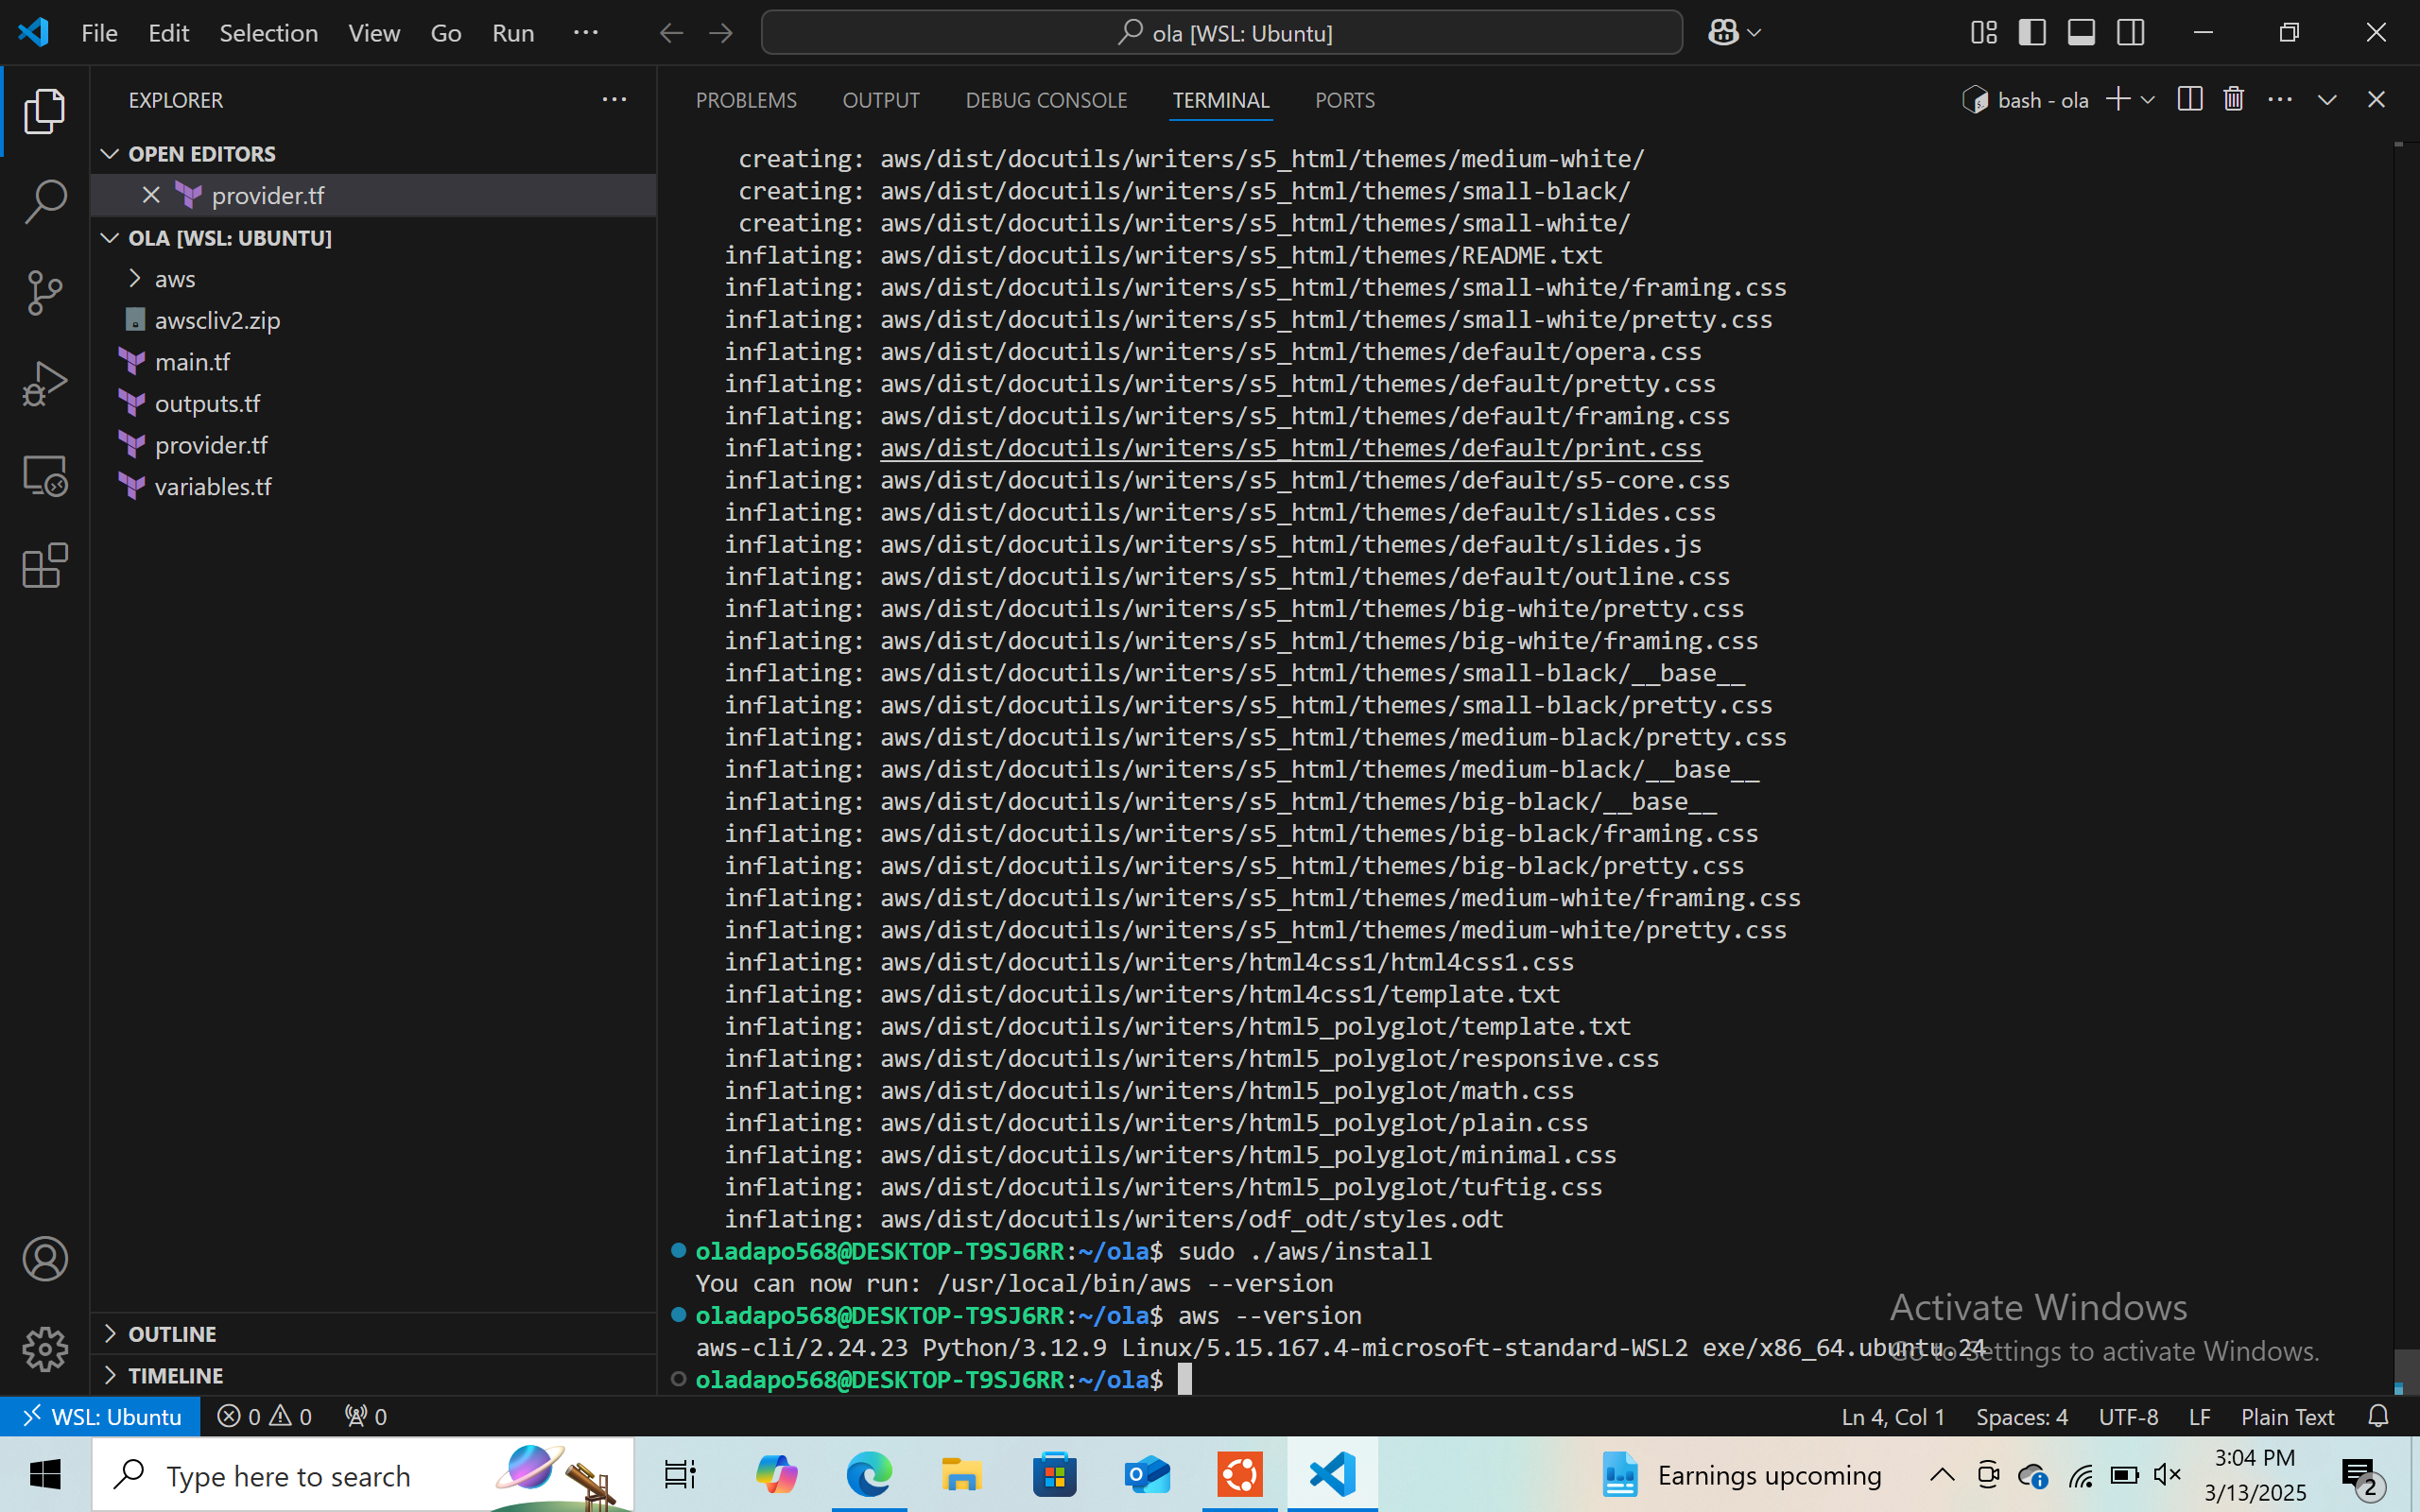 File Edit Selection View Go Run ···
ola [WSL: Ubuntu]
EXPLORER ···
PROBLEMS OUTPUT DEBUG CONSOLE TERMINAL PORTS
bash - ola
OPEN EDITORS
provider.tf
OLA [WSL: UBUNTU]
aws
awscliv2.zip
main.tf
outputs.tf
provider.tf
variables.tf
OUTLINE
TIMELINE
creating: aws/dist/docutils/writers/s5_html/themes/medium-white/
creating: aws/dist/docutils/writers/s5_html/themes/small-black/
creating: aws/dist/docutils/writers/s5_html/themes/small-white/
inflating: aws/dist/docutils/writers/s5_html/themes/README.txt
inflating: aws/dist/docutils/writers/s5_html/themes/small-white/framing.css
inflating: aws/dist/docutils/writers/s5_html/themes/small-white/pretty.css
inflating: aws/dist/docutils/writers/s5_html/themes/default/opera.css
inflating: aws/dist/docutils/writers/s5_html/themes/default/pretty.css
inflating: aws/dist/docutils/writers/s5_html/themes/default/framing.css
inflating: aws/dist/docutils/writers/s5_html/themes/default/print.css
inflating: aws/dist/docutils/writers/s5_html/themes/default/s5-core.css
inflating: aws/dist/docutils/writers/s5_html/themes/default/slides.css
inflating: aws/dist/docutils/writers/s5_html/themes/default/slides.js
inflating: aws/dist/docutils/writers/s5_html/themes/default/outline.css
inflating: aws/dist/docutils/writers/s5_html/themes/big-white/pretty.css
inflating: aws/dist/docutils/writers/s5_html/themes/big-white/framing.css
inflating: aws/dist/docutils/writers/s5_html/themes/small-black/__base__
inflating: aws/dist/docutils/writers/s5_html/themes/small-black/pretty.css
inflating: aws/dist/docutils/writers/s5_html/themes/medium-black/pretty.css
inflating: aws/dist/docutils/writers/s5_html/themes/medium-black/__base__
inflating: aws/dist/docutils/writers/s5_html/themes/big-black/__base__
inflating: aws/dist/docutils/writers/s5_html/themes/big-black/framing.css
inflating: aws/dist/docutils/writers/s5_html/themes/big-black/pretty.css
inflating: aws/dist/docutils/writers/s5_html/themes/medium-white/framing.css
inflating: aws/dist/docutils/writers/s5_html/themes/medium-white/pretty.css
inflating: aws/dist/docutils/writers/html4css1/html4css1.css
inflating: aws/dist/docutils/writers/html4css1/template.txt
inflating: aws/dist/docutils/writers/html5_polyglot/template.txt
inflating: aws/dist/docutils/writers/html5_polyglot/responsive.css
inflating: aws/dist/docutils/writers/html5_polyglot/math.css
inflating: aws/dist/docutils/writers/html5_polyglot/plain.css
inflating: aws/dist/docutils/writers/html5_polyglot/minimal.css
inflating: aws/dist/docutils/writers/html5_polyglot/tuftig.css
inflating: aws/dist/docutils/writers/odf_odt/styles.odt
oladapo568@DESKTOP-T9SJ6RR:~/ola$ sudo ./aws/install
You can now run: /usr/local/bin/aws --version
oladapo568@DESKTOP-T9SJ6RR:~/ola$ aws --version
aws-cli/2.24.23 Python/3.12.9 Linux/5.15.167.4-microsoft-standard-WSL2 exe/x86_64.ubuntu.24
oladapo568@DESKTOP-T9SJ6RR:~/ola$
Activate Windows
Go to Settings to activate Windows.
WSL: Ubuntu 0 0 0
Ln 4, Col 1 Spaces: 4 UTF-8 LF Plain Text
Type here to search
Earnings upcoming
3:04 PM
3/13/2025
2